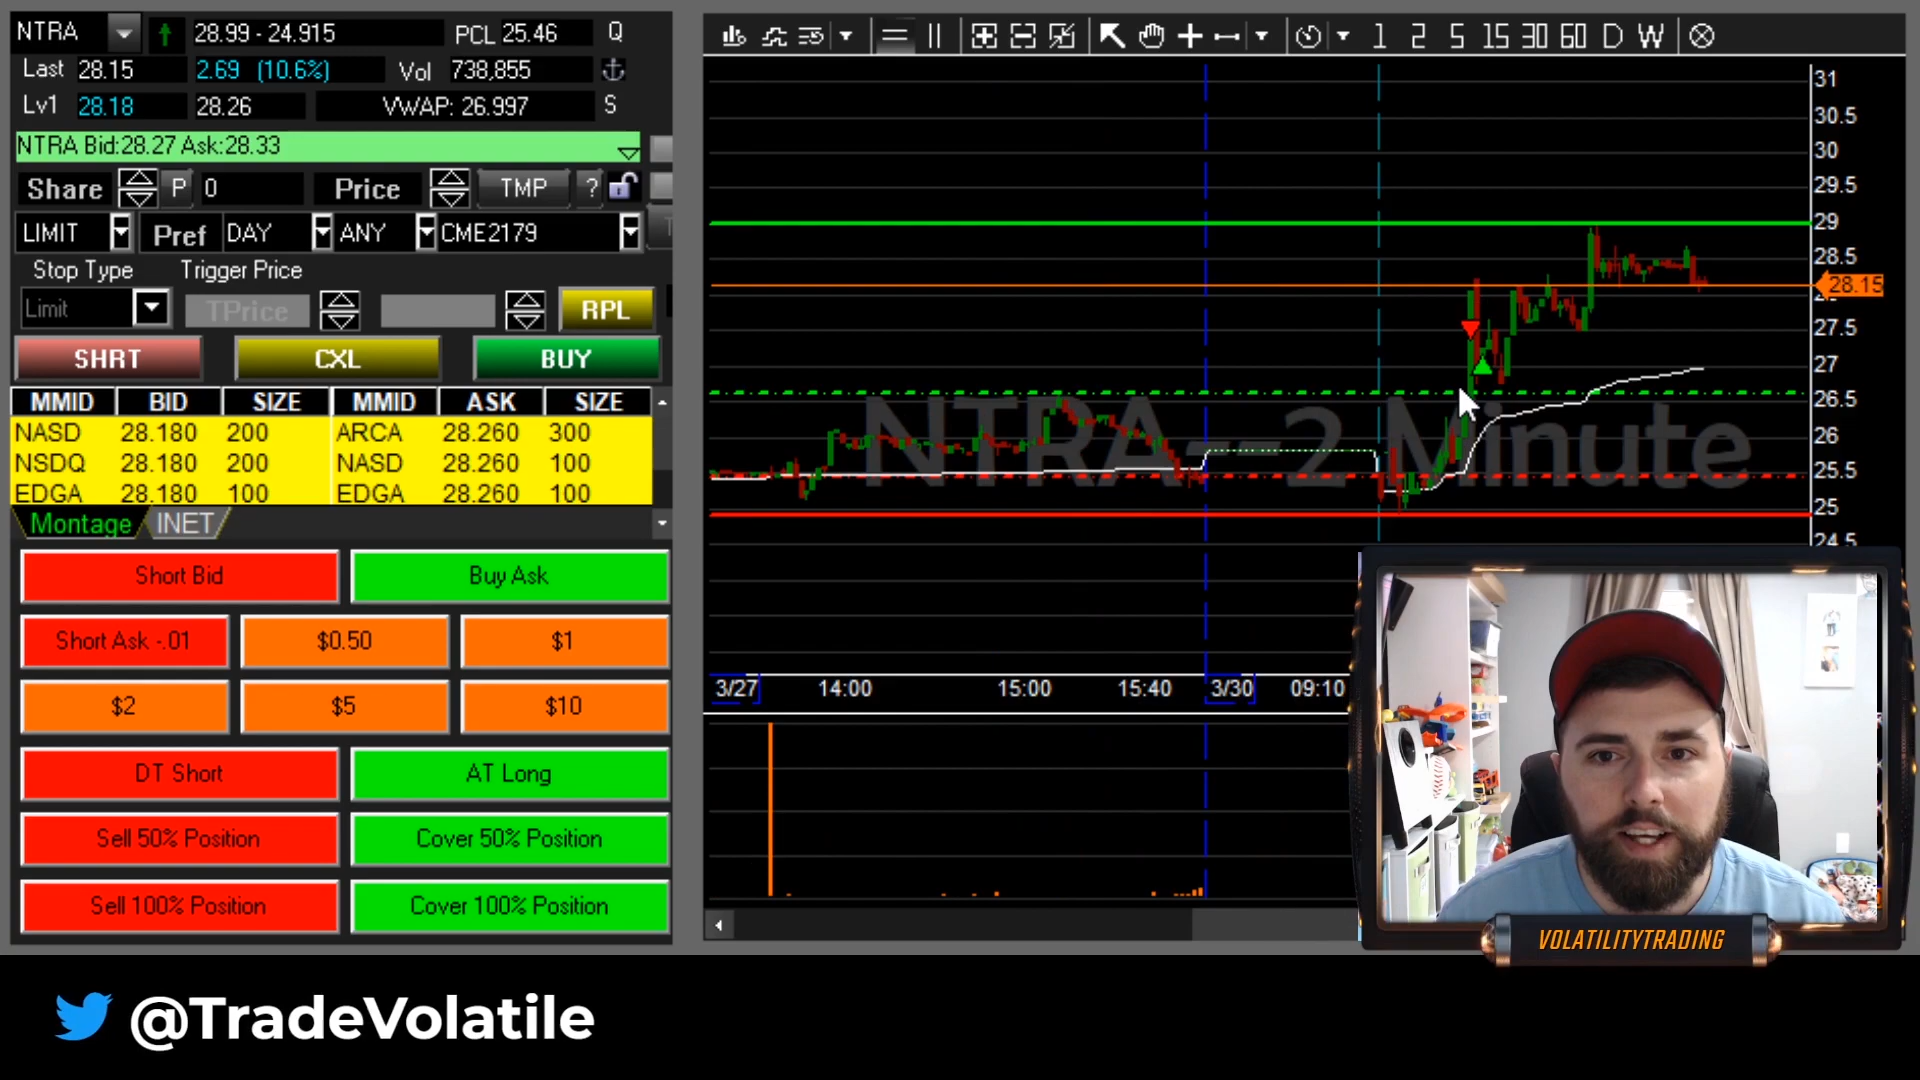 NTRA 28.99 - 24.915 PCL 25.46 Q
Last 28.15 2.69 (10.6%) Vol 738,855
Lv1 28.18 28.26 VWAP: 26.997 S
NTRA Bid:28.27 Ask:28.33
Share P 0 Price TMP ?
LIMIT Pref DAY ANY CME2179
Stop Type Trigger Price
Limit TPrice RPL
SHRT CXL BUY
MMID BID SIZE MMID ASK SIZE
NASD 28.180 200 ARCA 28.260 300
NSDQ 28.180 200 NASD 28.260 100
EDGA 28.180 100 EDGA 28.260 100
Montage INET
Short Bid Buy Ask
Short Ask -.01 $0.50 $1
$2 $5 $10
DT Short AT Long
Sell 50% Position Cover 50% Position
Sell 100% Position Cover 100% Position
1 2 5 15 30 60 D W
31
30.5
30
29.5
29
28.5
28.15
27.5
27
26.5
26
25.5
25
24.5
NTRA--2 Minute
3/27 14:00 15:00 15:40 3/30 09:10
VOLATILITYTRADING
@TradeVolatile